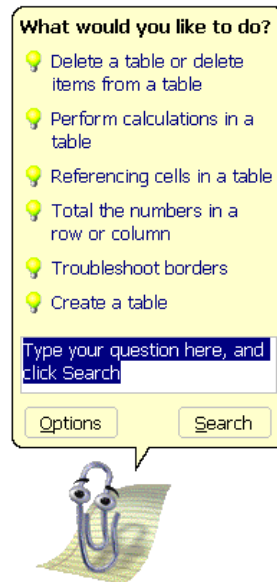 What would you like to do?
Delete a table or delete
items from a table
Perform calculations in a
table
Referencing cells in a table
Total the numbers in a
row or column
Troubleshoot borders
Create a table
Type your question here, and
click Search
Options
Search